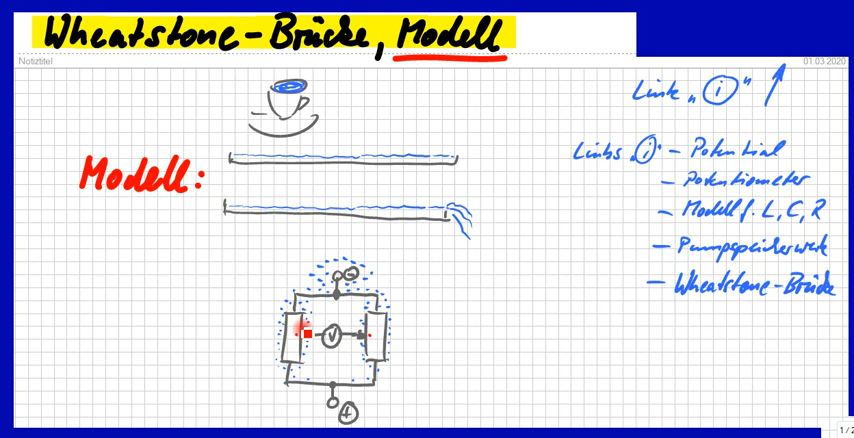 Wheatstone-Brücke, Modell
Notiztitel
01.03.2020
Link "i"
Links "i" - Potential
- Potentiometer
- Modell f. L, C, R
- Pumpspeicherwerk
- Wheatstone-Brücke
Modell:
-
V
+
1/2